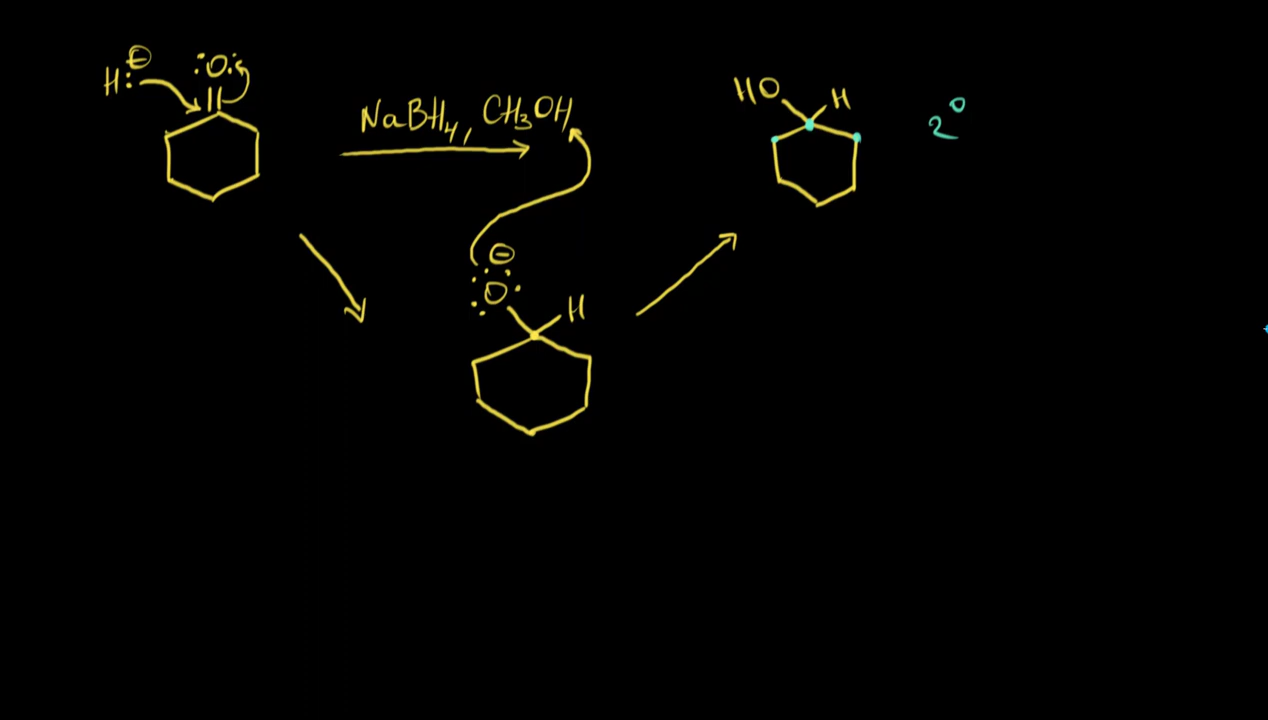 H:⊖
:O:
NaBH₄, CH₃OH
HO H
2°
⊖
:O: H